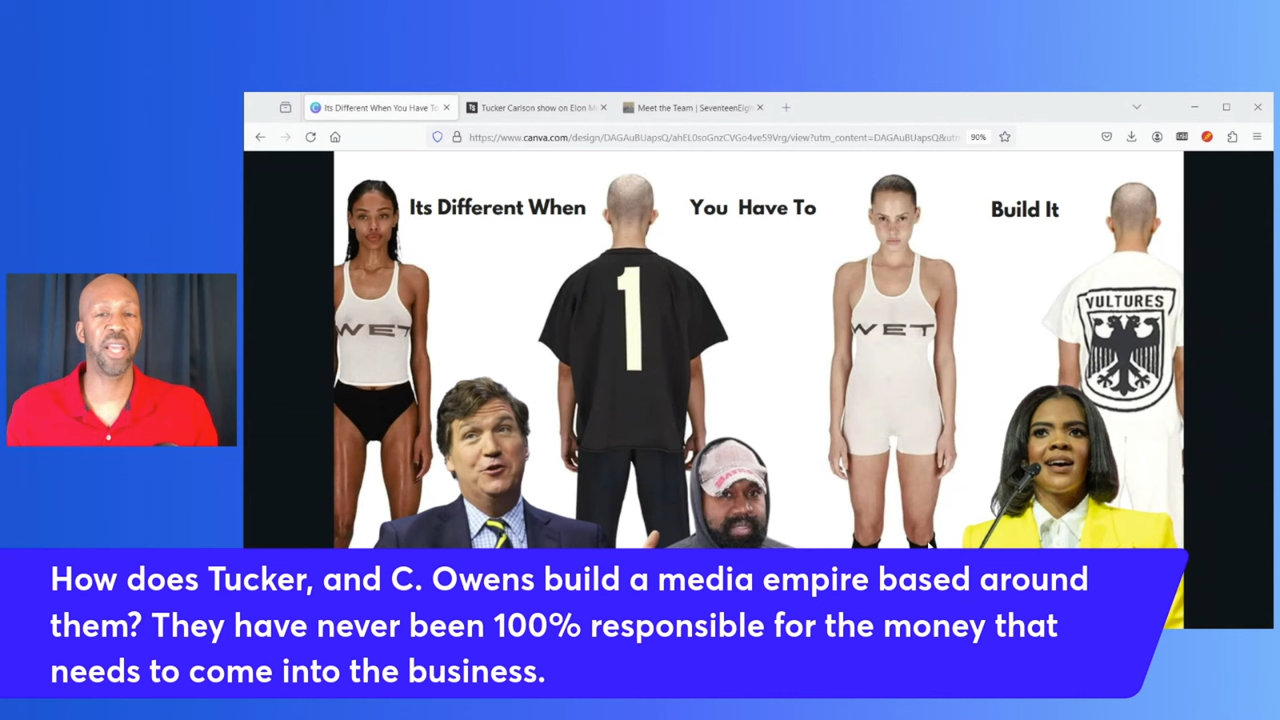 Its Different When You Have To
Tucker Carlson show on Elon M
Meet the Team | SeventeenEigh
https://www.canva.com/design/DAGAuBUapsQ/ahEL0soGnzCVGo4ve59Vrg/view?utm_content=DAGAuBUapsQ&utm
90%
Its Different When
You Have To
Build It
1
WET
WET
VULTURES
How does Tucker, and C. Owens build a media empire based around
them? They have never been 100% responsible for the money that
needs to come into the business.